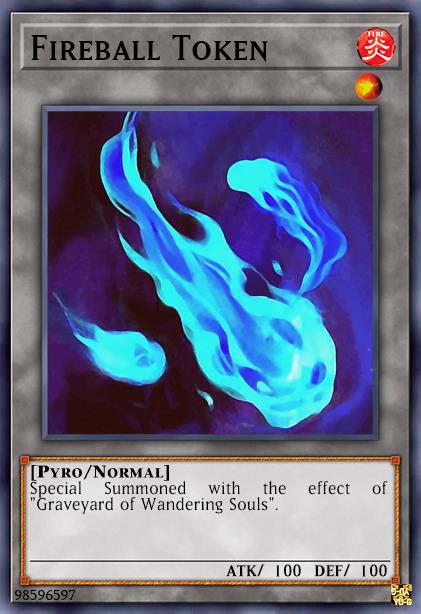 Fireball Token
FIRE
炎
[Pyro/Normal]
Special Summoned with the effect of
"Graveyard of Wandering Souls".
ATK/ 100 DEF/ 100
98596597